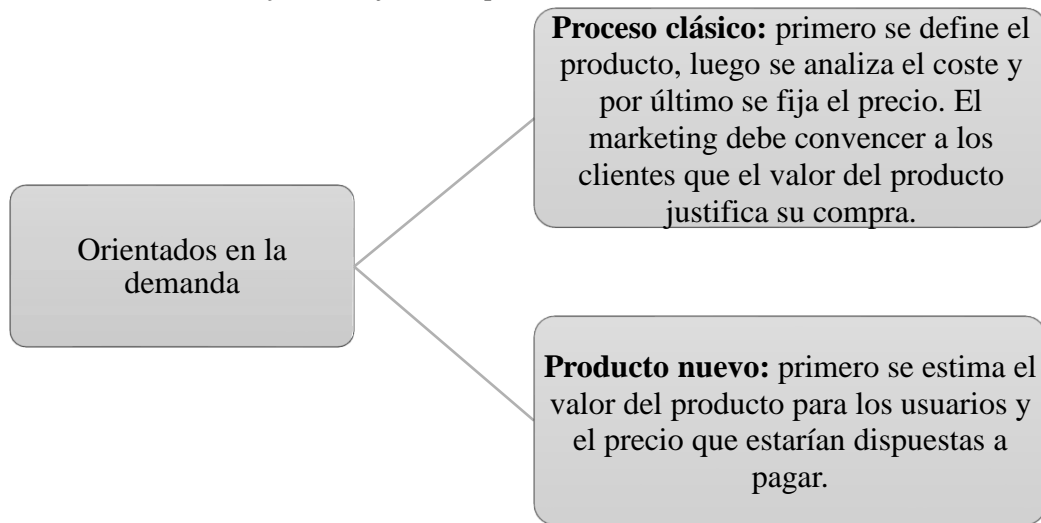 Proceso clásico: primero se define el
producto, luego se analiza el coste y
por último se fija el precio. El
marketing debe convencer a los
clientes que el valor del producto
justifica su compra.
Orientados en la
demanda
Producto nuevo: primero se estima el
valor del producto para los usuarios y
el precio que estarían dispuestas a
pagar.